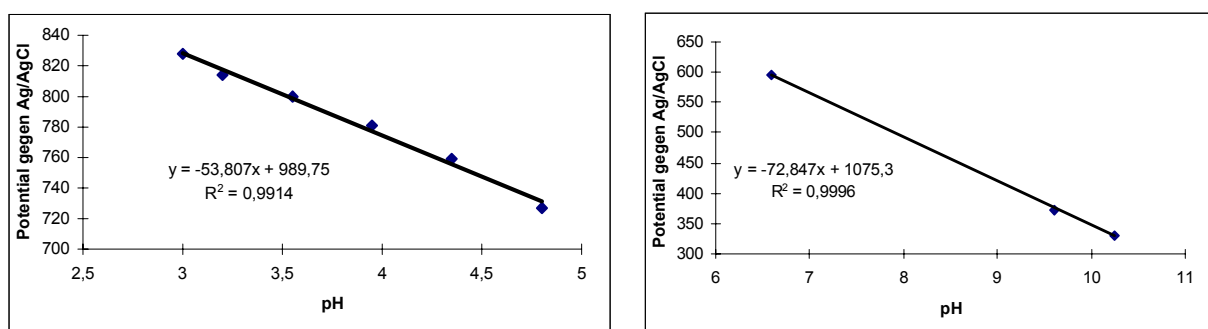 Potential gegen Ag/AgCl
840
820
800
780
760
740
720
700
y = -53,807x + 989,75
R² = 0,9914
2,5 3 3,5 4 4,5 5
pH
Potential gegen Ag/AgCl
650
600
550
500
450
400
350
300
y = -72,847x + 1075,3
R² = 0,9996
6 7 8 9 10 11
pH